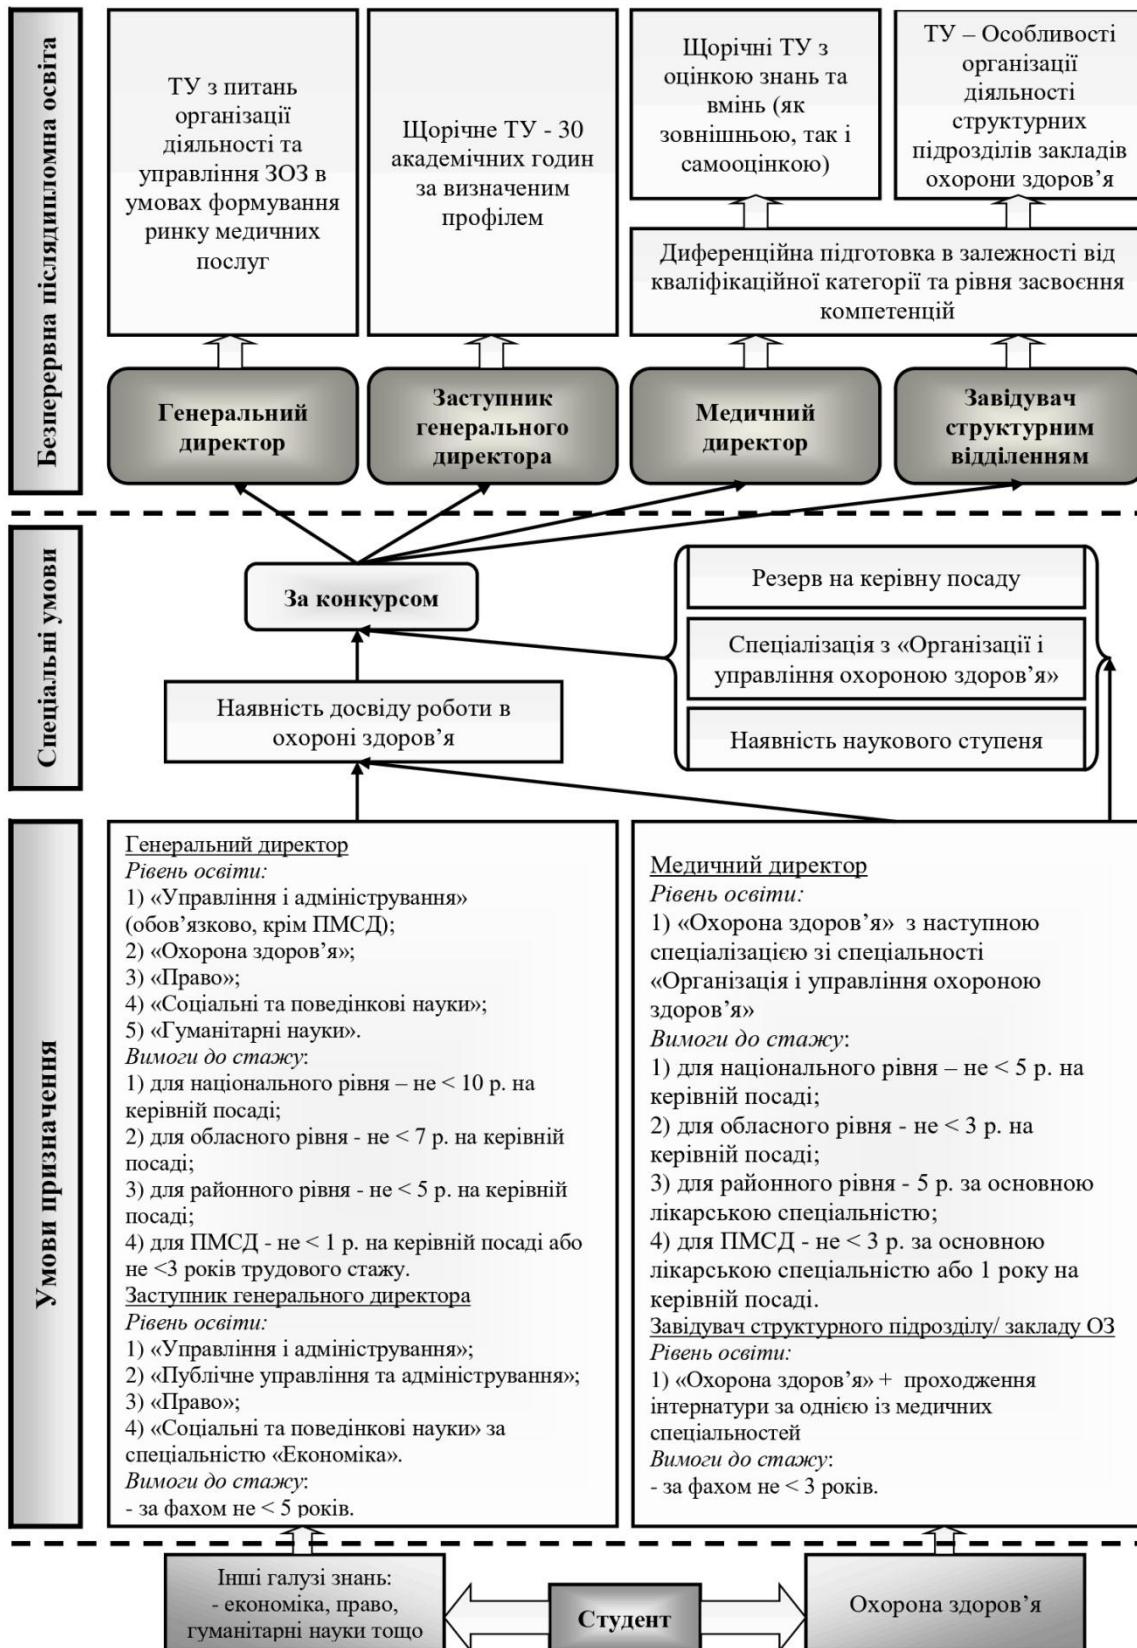 Безперервна післядипломна освіта
ТУ з питань
організації
діяльності та
управління ЗОЗ в
умовах формування
ринку медичних
послуг
Щорічне ТУ - 30
академічних годин
за визначеним
профілем
Щорічні ТУ з
оцінкою знань та
вмінь (як
зовнішньою, так і
самооцінкою)
ТУ – Особливості
організації
діяльності
структурних
підрозділів закладів
охорони здоров’я
Диференційна підготовка в залежності від
кваліфікаційної категорії та рівня засвоєння
компетенцій
Генеральний
директор
Заступник
генерального
директора
Медичний
директор
Завідувач
структурним
відділенням
Спеціальні умови
За конкурсом
Резерв на керівну посаду
Спеціалізація з «Організації і
управління охороною здоров’я»
Наявність наукового ступеня
Наявність досвіду роботи в
охороні здоров’я
Умови призначення
Генеральний директор
Рівень освіти:
1) «Управління і адміністрування»
(обов’язково, крім ПМСД);
2) «Охорона здоров’я»;
3) «Право»;
4) «Соціальні та поведінкові науки»;
5) «Гуманітарні науки».
Вимоги до стажу:
1) для національного рівня – не < 10 р. на
керівній посаді;
2) для обласного рівня - не < 7 р. на керівній
посаді;
3) для районного рівня - не < 5 р. на керівній
посаді;
4) для ПМСД - не < 1 р. на керівній посаді або
не <3 років трудового стажу.
Заступник генерального директора
Рівень освіти:
1) «Управління і адміністрування»;
2) «Публічне управління та адміністрування»;
3) «Право»;
4) «Соціальні та поведінкові науки» за
спеціальністю «Економіка».
Вимоги до стажу:
- за фахом не < 5 років.
Медичний директор
Рівень освіти:
1) «Охорона здоров’я» з наступною
спеціалізацією зі спеціальності
«Організація і управління охороною
здоров’я»
Вимоги до стажу:
1) для національного рівня – не < 5 р. на
керівній посаді;
2) для обласного рівня - не < 3 р. на
керівній посаді;
3) для районного рівня - 5 р. за основною
лікарською спеціальністю;
4) для ПМСД - не < 3 р. за основною
лікарською спеціальністю або 1 року на
керівній посаді.
Завідувач структурного підрозділу/ закладу ОЗ
Рівень освіти:
1) «Охорона здоров’я» + проходження
інтернатури за однією із медичних
спеціальностей
Вимоги до стажу:
- за фахом не < 3 років.
Інші галузі знань:
- економіка, право,
гуманітарні науки тощо
Студент
Охорона здоров’я